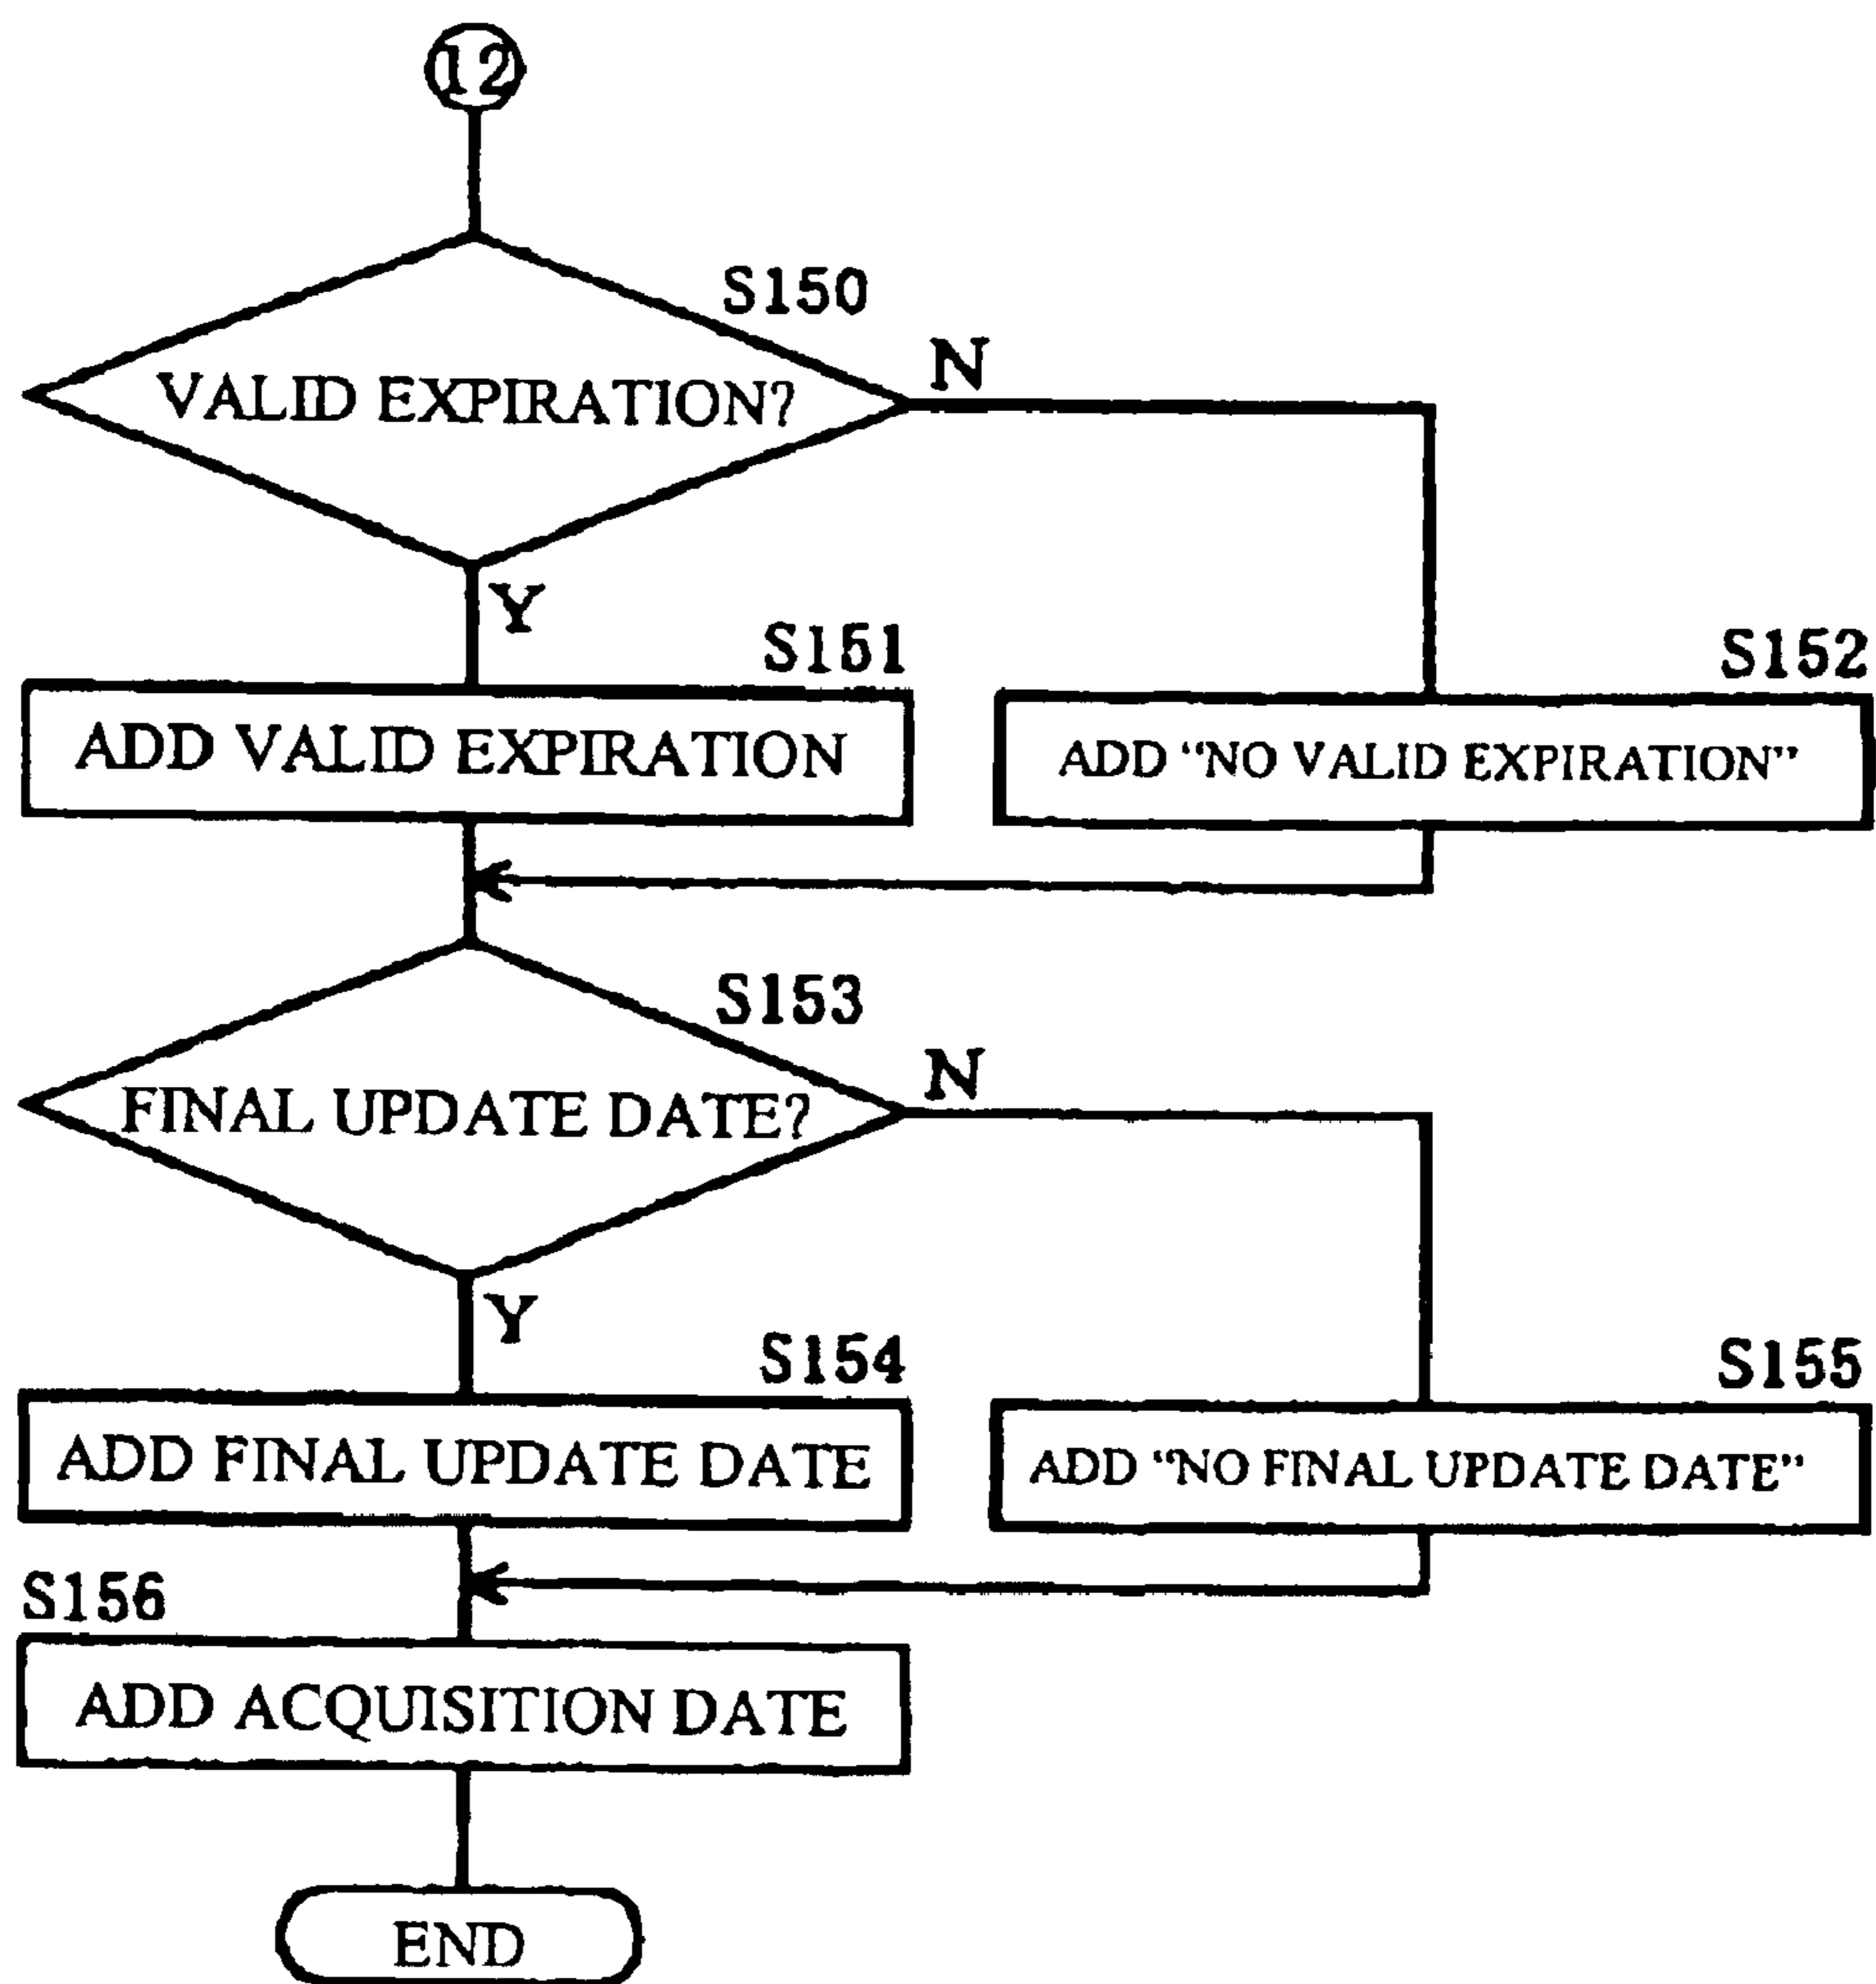 12
S150
VALID EXPIRATION?
N
Y
S151
S152
ADD VALID EXPIRATION
ADD “NO VALID EXPIRATION”
S153
FINAL UPDATE DATE?
N
Y
S154
S155
ADD FINAL UPDATE DATE
ADD “NO FINAL UPDATE DATE”
S156
ADD ACQUISITION DATE
END